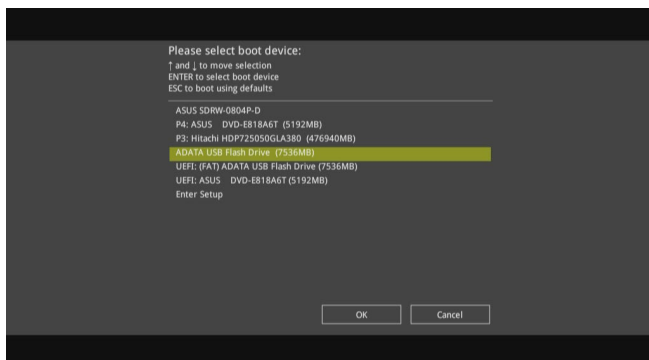 Please select boot device:
↑ and ↓ to move selection
ENTER to select boot device
ESC to boot using defaults
ASUS SDRW-0804P-D
P4: ASUS DVD-E818A6T (5192MB)
P3: Hitachi HDP725050GLA380 (476940MB)
ADATA USB Flash Drive (7536MB)
UEFI: (FAT) ADATA USB Flash Drive (7536MB)
UEFI: ASUS DVD-E818A6T (5192MB)
Enter Setup
OK Cancel